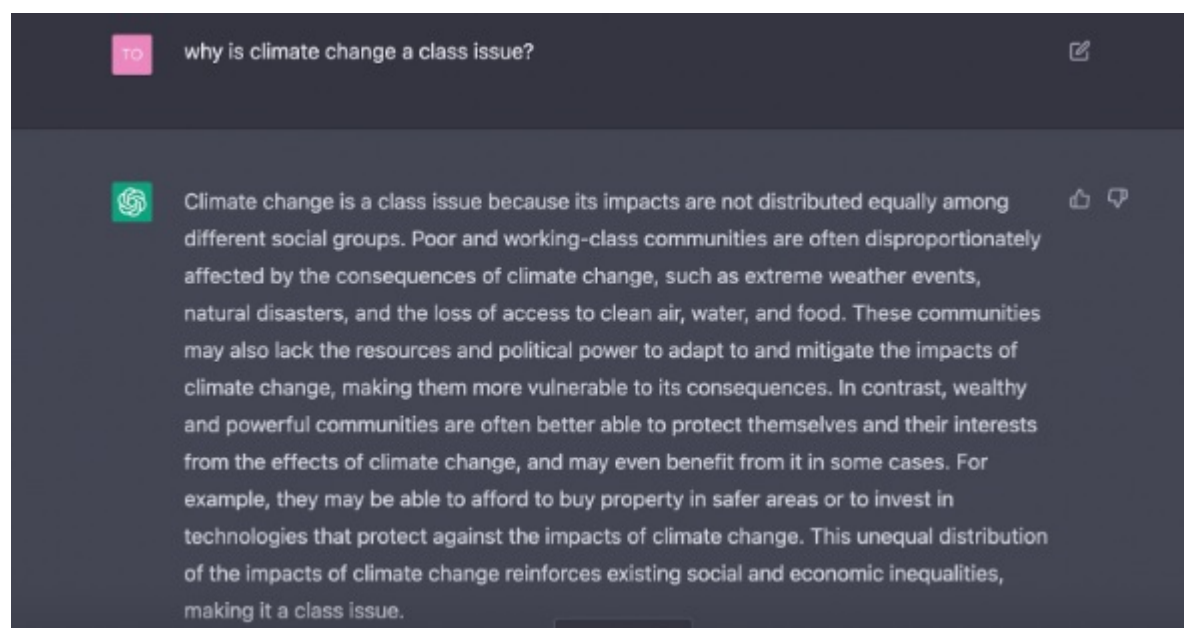 TO
why is climate change a class issue?
Climate change is a class issue because its impacts are not distributed equally among
different social groups. Poor and working-class communities are often disproportionately
affected by the consequences of climate change, such as extreme weather events,
natural disasters, and the loss of access to clean air, water, and food. These communities
may also lack the resources and political power to adapt to and mitigate the impacts of
climate change, making them more vulnerable to its consequences. In contrast, wealthy
and powerful communities are often better able to protect themselves and their interests
from the effects of climate change, and may even benefit from it in some cases. For
example, they may be able to afford to buy property in safer areas or to invest in
technologies that protect against the impacts of climate change. This unequal distribution
of the impacts of climate change reinforces existing social and economic inequalities,
making it a class issue.